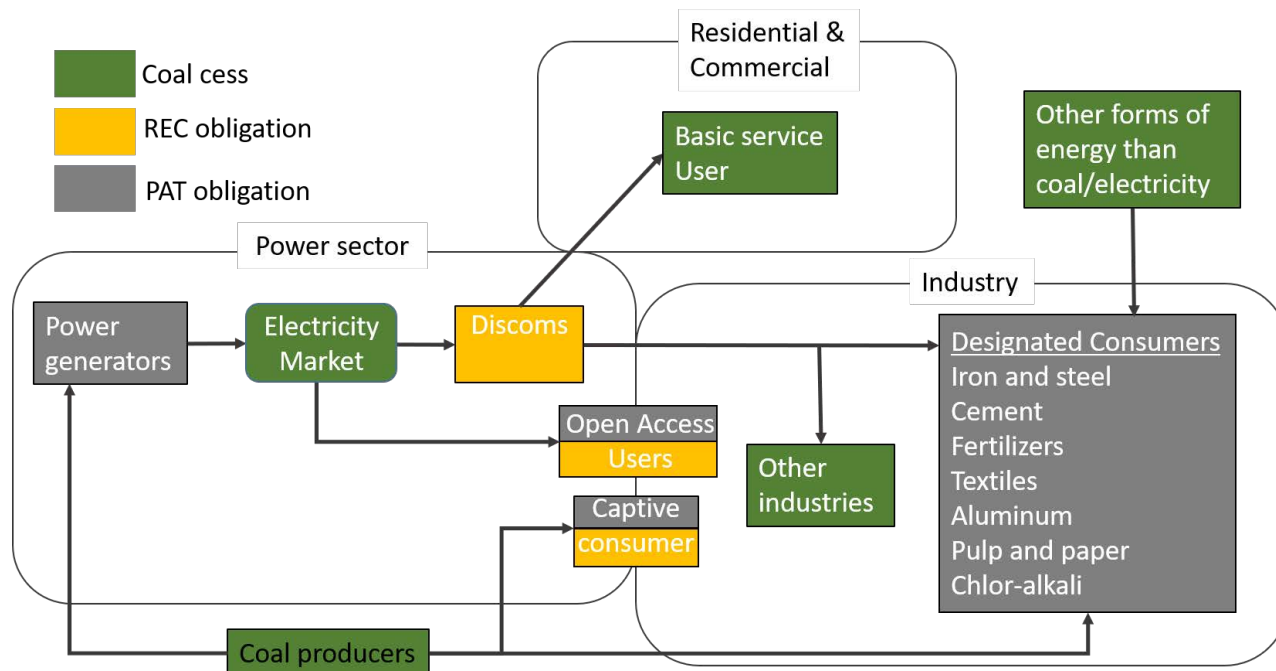 Coal cess
REC obligation
PAT obligation
Residential &
Commercial
Basic service
User
Other forms of
energy than
coal/electricity
Power sector
Industry
Power
generators
Electricity
Market
Discoms
Designated Consumers
Iron and steel
Cement
Fertilizers
Textiles
Aluminum
Pulp and paper
Chlor-alkali
Open Access
Users
Other
industries
Captive
consumer
Coal producers